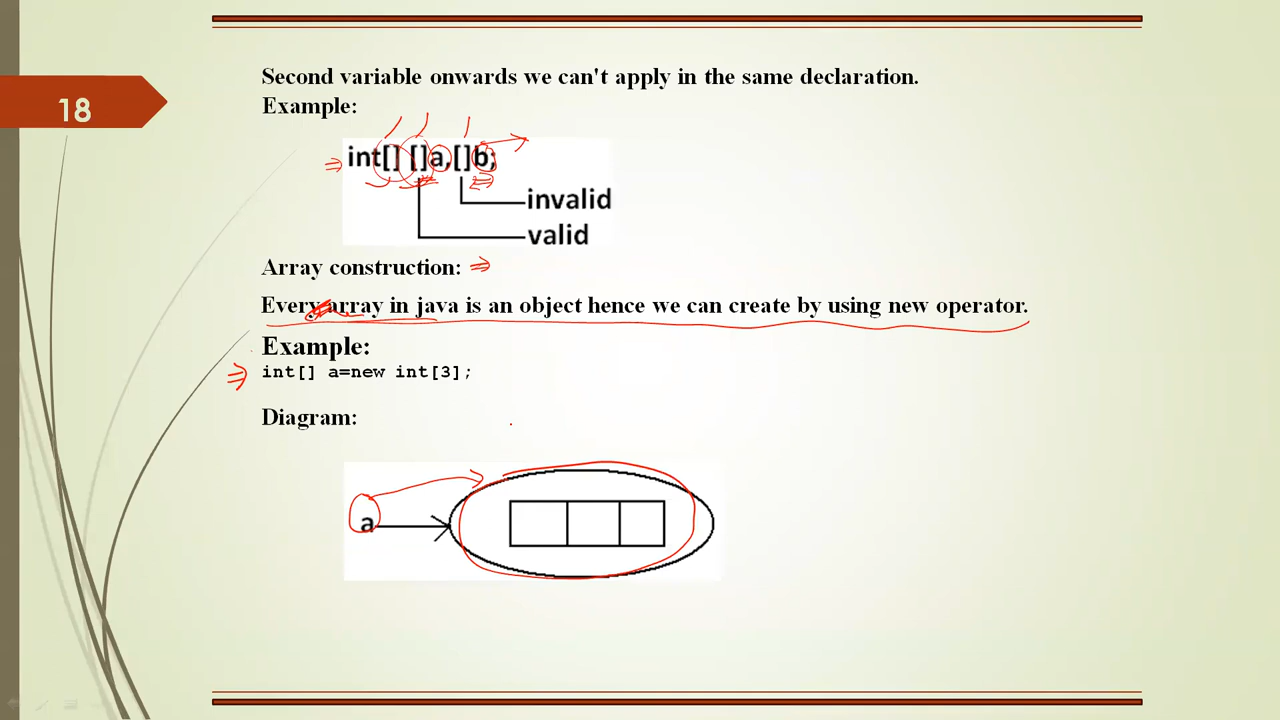 18
Second variable onwards we can't apply in the same declaration.
Example:
int[] []a,[]b;
invalid
valid
Array construction:
Every array in java is an object hence we can create by using new operator.
Example:
int[] a=new int[3];
Diagram:
a